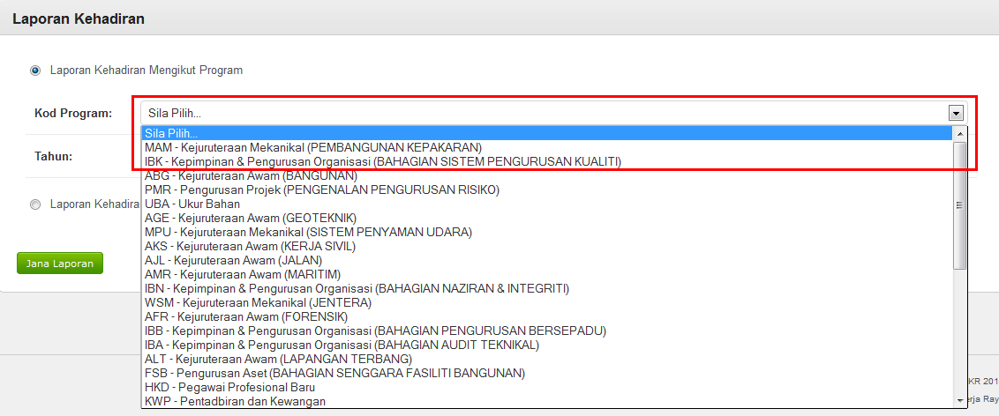 Laporan Kehadiran
Laporan Kehadiran Mengikut Program
Kod Program:
Sila Pilih...
Sila Pilih...
MAM - Kejuruteraan Mekanikal (PEMBANGUNAN KEPAKARAN)
IBK - Kepimpinan & Pengurusan Organisasi (BAHAGIAN SISTEM PENGURUSAN KUALITI)
Tahun:
ABG - Kejuruteraan Awam (BANGUNAN)
PMR - Pengurusan Projek (PENGENALAN PENGURUSAN RISIKO)
Laporan Kehadira
UBA - Ukur Bahan
AGE - Kejuruteraan Awam (GEOTEKNIK)
MPU - Kejuruteraan Mekanikal (SISTEM PENYAMAN UDARA)
AKS - Kejuruteraan Awam (KERJA SIVIL)
Jana Laporan
AJL - Kejuruteraan Awam (JALAN)
AMR - Kejuruteraan Awam (MARITIM)
IBN - Kepimpinan & Pengurusan Organisasi (BAHAGIAN NAZIRAN & INTEGRITI)
WSM - Kejuruteraan Mekanikal (JENTERA)
AFR - Kejuruteraan Awam (FORENSIK)
IBB - Kepimpinan & Pengurusan Organisasi (BAHAGIAN PENGURUSAN BERSEPADU)
IBA - Kepimpinan & Pengurusan Organisasi (BAHAGIAN AUDIT TEKNIKAL)
ALT - Kejuruteraan Awam (LAPANGAN TERBANG)
FSB - Pengurusan Aset (BAHAGIAN SENGGARA FASILITI BANGUNAN)
HKD - Pegawai Profesional Baru
KWP - Pentadbiran dan Kewangan
KR 201
erja Ray